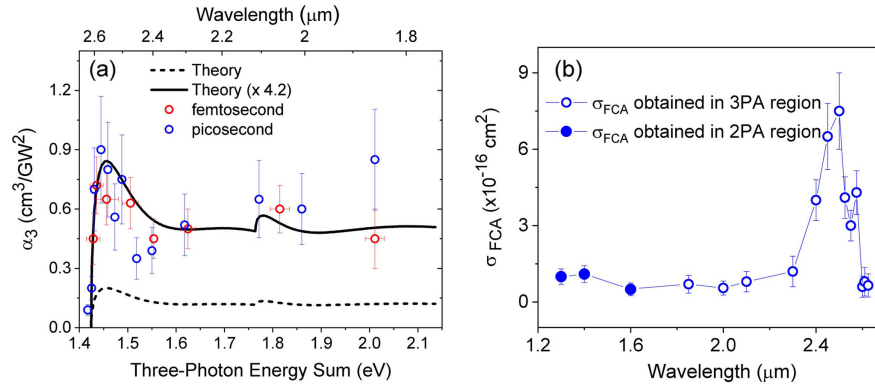 Wavelength (μm)
2.6 2.4 2.2 2 1.8
(a)
Theory
Theory (x 4.2)
femtosecond
picosecond
1.2
0.9
0.6
0.3
0.0
α3 (cm³/GW²)
1.4 1.5 1.6 1.7 1.8 1.9 2.0 2.1
Three-Photon Energy Sum (eV)
(b)
σFCA obtained in 3PA region
σFCA obtained in 2PA region
9
6
3
0
σFCA (x10⁻¹⁶ cm²)
1.2 1.6 2.0 2.4
Wavelength (μm)